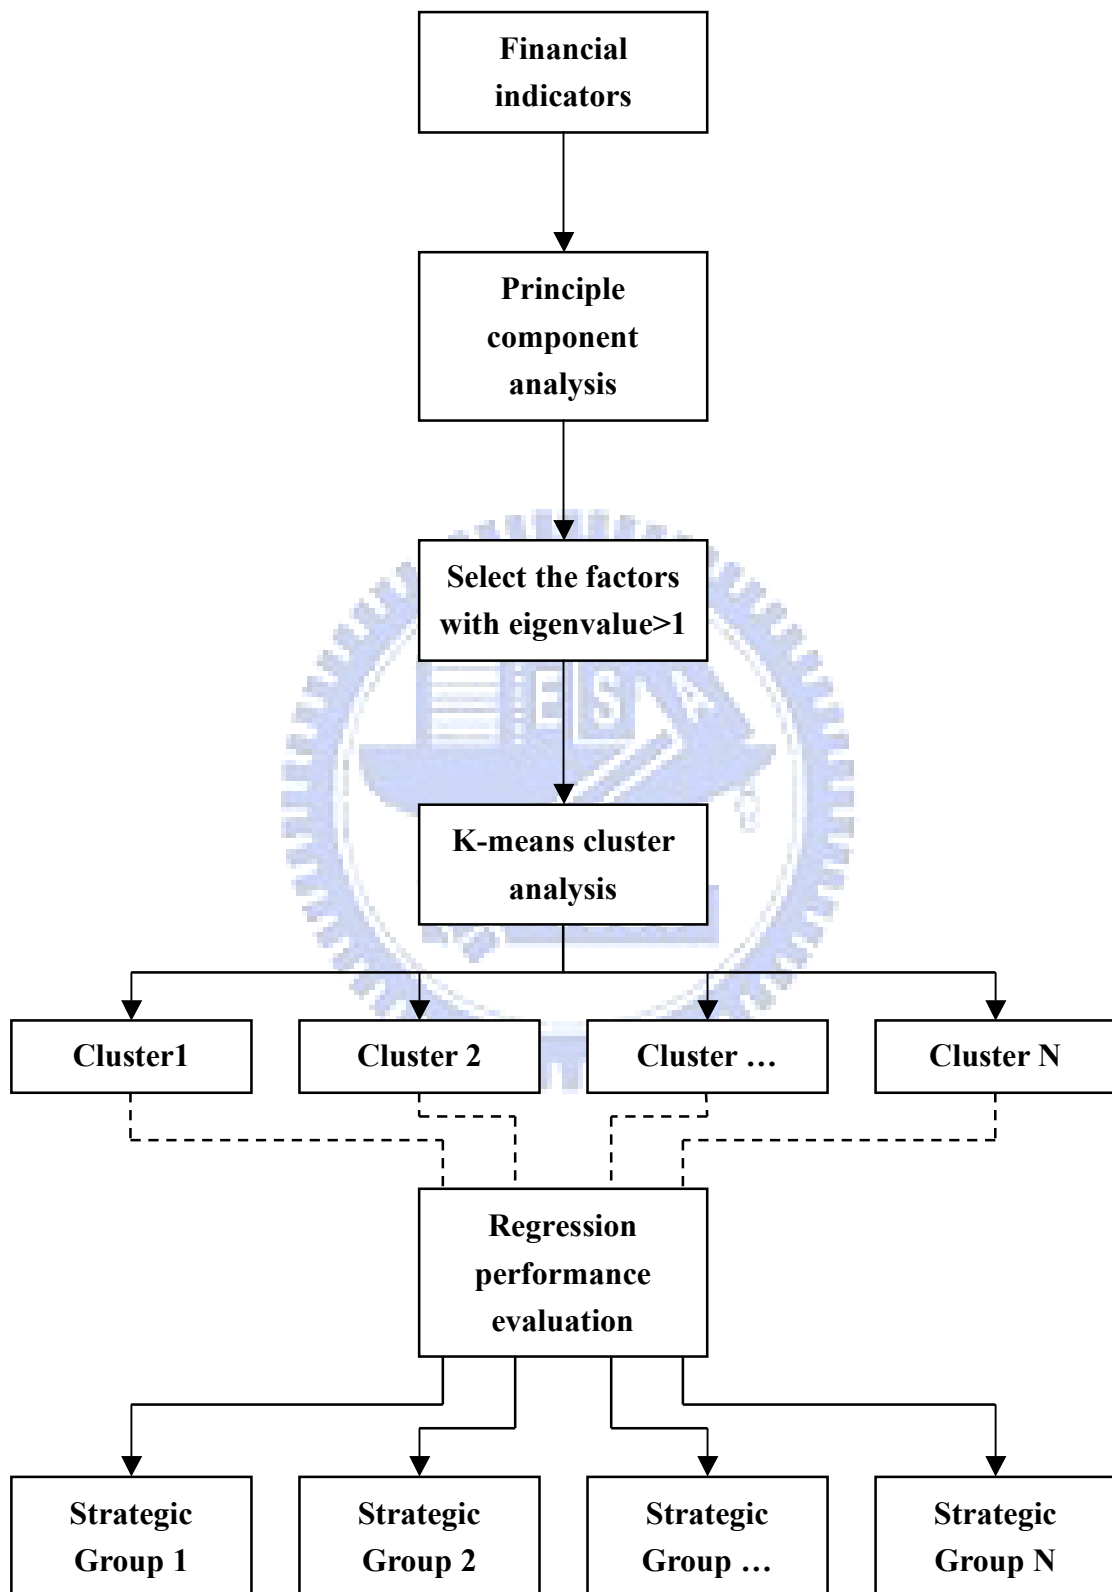 Financial
indicators
Principle
component
analysis
Select the factors
with eigenvalue>1
E S A
K-means cluster
analysis
Cluster1
Cluster 2
Cluster …
Cluster N
Regression
performance
evaluation
Strategic
Group 1
Strategic
Group 2
Strategic
Group …
Strategic
Group N